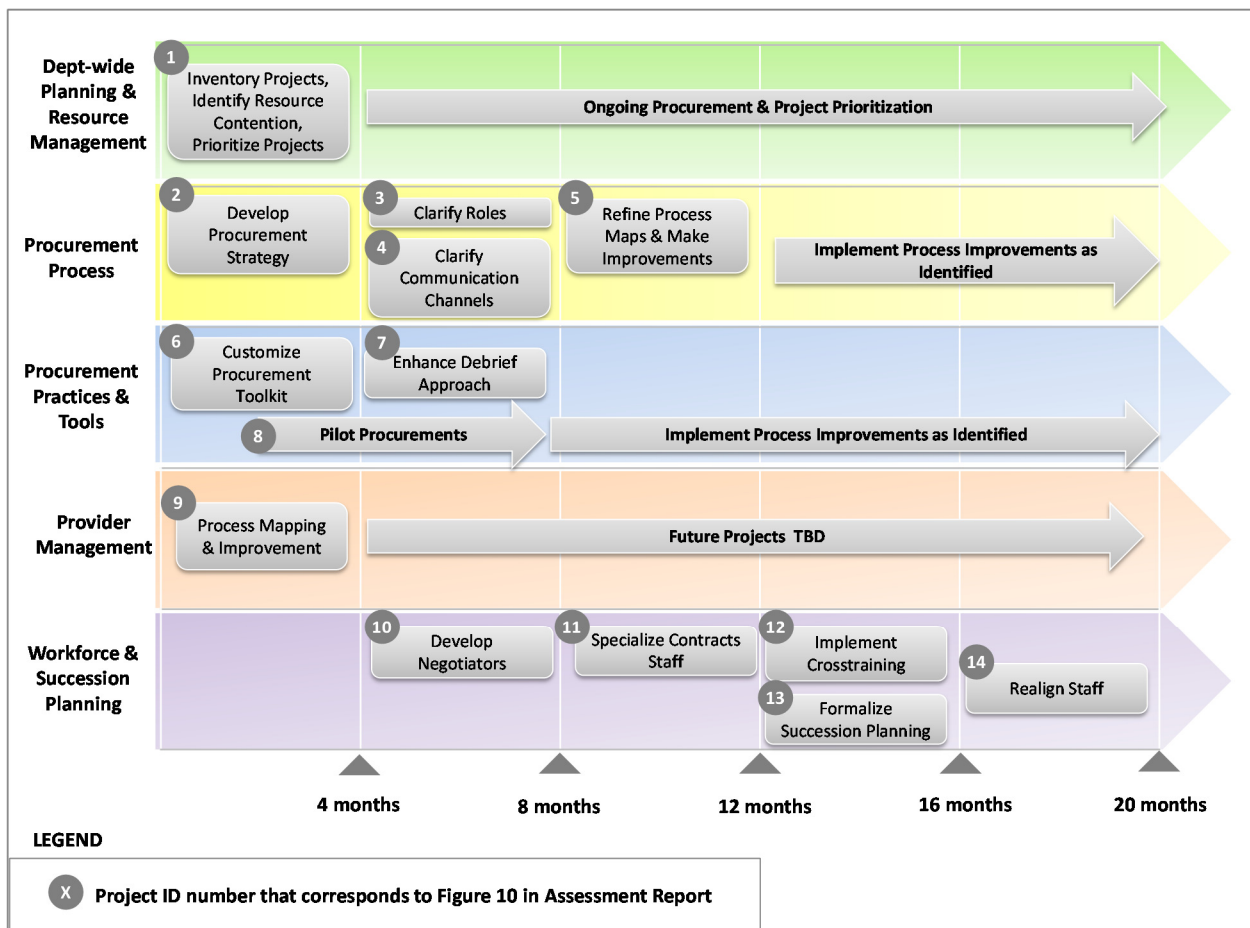 Dept-wide
Planning &
Resource
Management
1
Inventory Projects,
Identify Resource
Contention,
Prioritize Projects
Ongoing Procurement & Project Prioritization
Procurement
Process
2
Develop
Procurement
Strategy
3
Clarify Roles
4
Clarify
Communication
Channels
5
Refine Process
Maps & Make
Improvements
Implement Process Improvements as
Identified
Procurement
Practices &
Tools
6
Customize
Procurement
Toolkit
7
Enhance Debrief
Approach
8
Pilot Procurements
Implement Process Improvements as Identified
Provider
Management
9
Process Mapping
& Improvement
Future Projects TBD
Workforce &
Succession
Planning
10
Develop
Negotiators
11
Specialize Contracts
Staff
12
Implement
Crosstraining
13
Formalize
Succession Planning
14
Realign Staff
4 months
8 months
12 months
16 months
20 months
LEGEND
X
Project ID number that corresponds to Figure 10 in Assessment Report